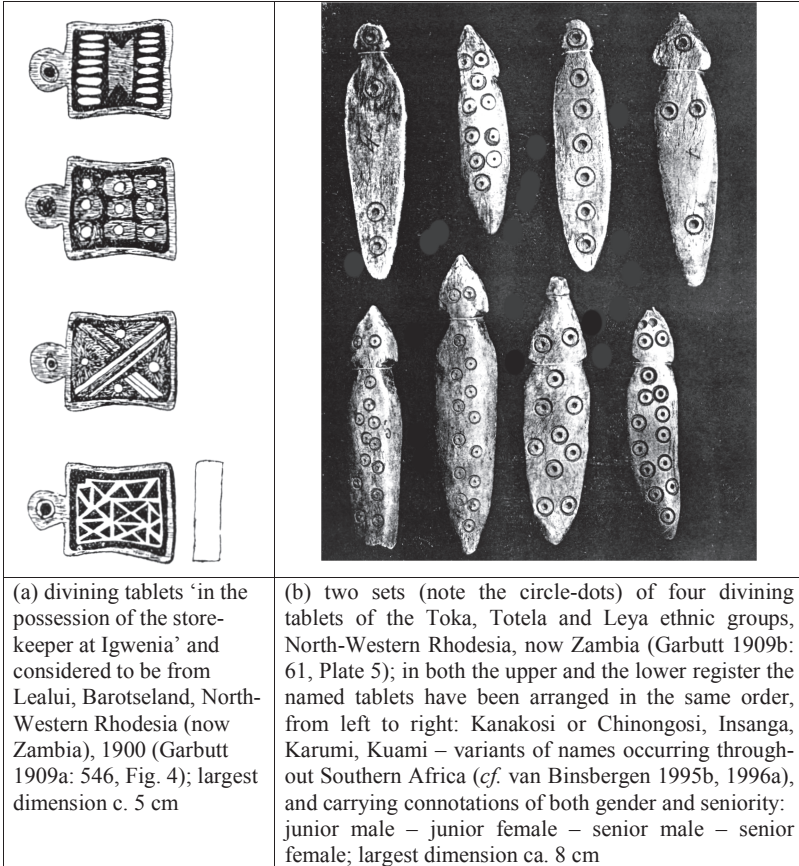 (a) divining tablets ‘in the
possession of the store-
keeper at Igwenia’ and
considered to be from
Lealui, Barotseland, North-
Western Rhodesia (now
Zambia), 1900 (Garbutt
1909a: 546, Fig. 4); largest
dimension c. 5 cm
(b) two sets (note the circle-dots) of four divining
tablets of the Toka, Totela and Leya ethnic groups,
North-Western Rhodesia, now Zambia (Garbutt 1909b:
61, Plate 5); in both the upper and the lower register the
named tablets have been arranged in the same order,
from left to right: Kanakosi or Chinongosi, Insanga,
Karumi, Kuami – variants of names occurring through-
out Southern Africa (cf. van Binsbergen 1995b, 1996a),
and carrying connotations of both gender and seniority:
junior male – junior female – senior male – senior
female; largest dimension ca. 8 cm